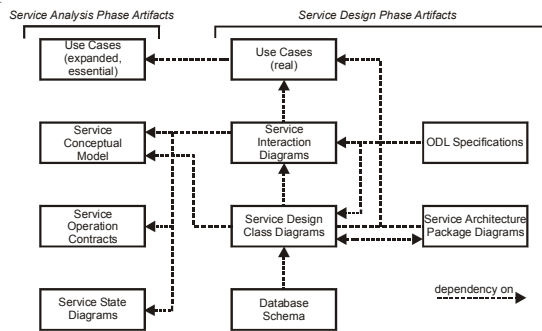 Service Analysis Phase Artifacts
Service Design Phase Artifacts
Use Cases
(expanded,
essential)
Use Cases
(real)
Service
Conceptual
Model
Service
Interaction
Diagrams
ODL Specifications
Service
Operation
Contracts
Service Design
Class Diagrams
Service Architecture
Package Diagrams
Service State
Diagrams
Database
Schema
dependency on